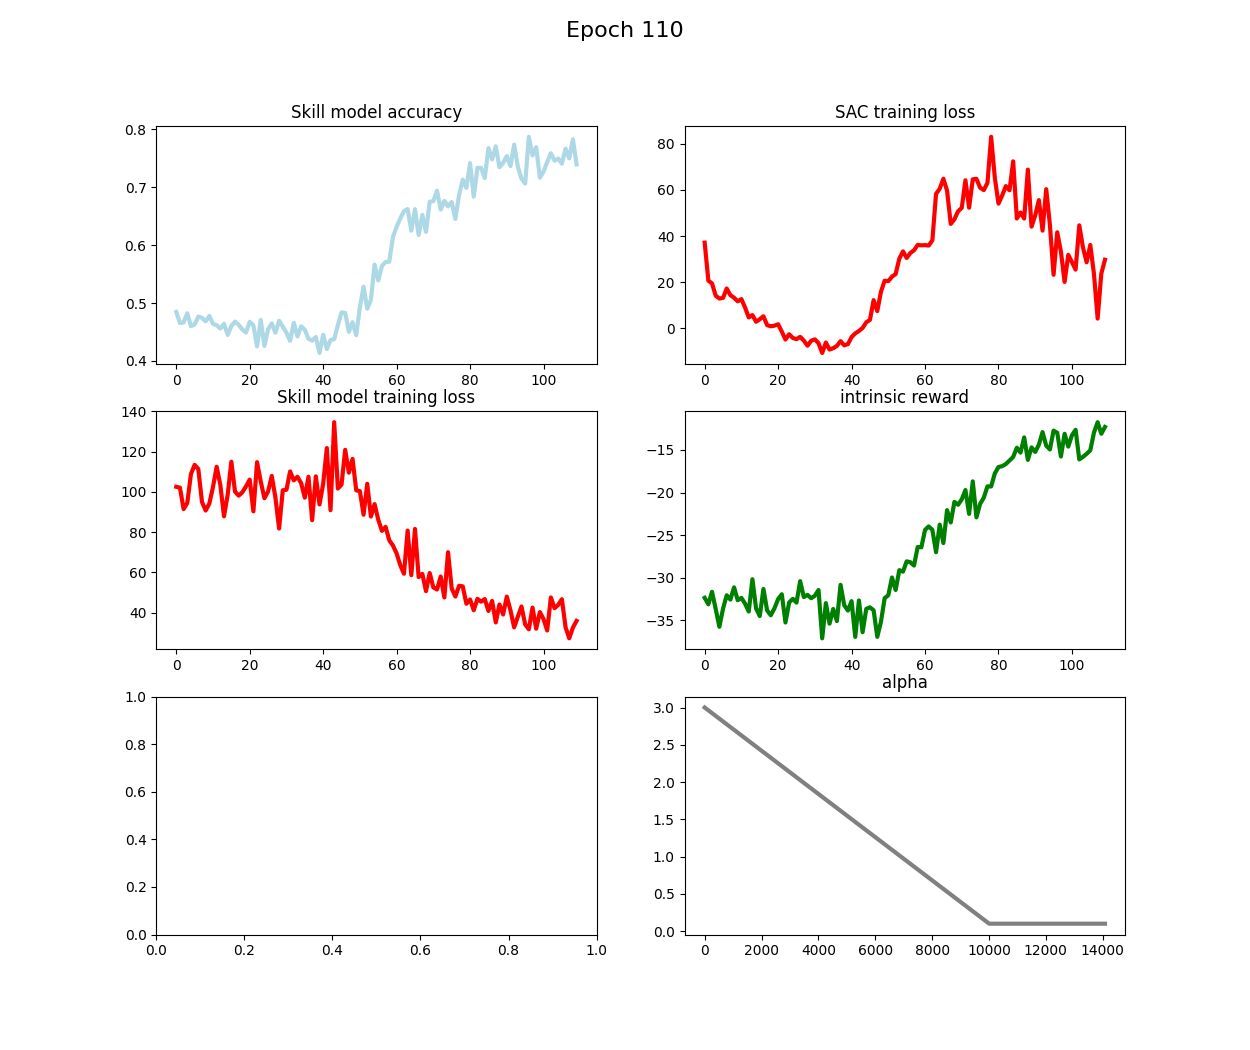 Epoch 110
Skill model accuracy
0.8
0.7
0.6
0.5
0.4
0 20 40 60 80 100
SAC training loss
80
60
40
20
0
0 20 40 60 80 100
Skill model training loss
140
120
100
80
60
40
0 20 40 60 80 100
intrinsic reward
−15
−20
−25
−30
−35
0 20 40 60 80 100
1.0
0.8
0.6
0.4
0.2
0.0
0.0 0.2 0.4 0.6 0.8 1.0
alpha
3.0
2.5
2.0
1.5
1.0
0.5
0.0
0 2000 4000 6000 8000 10000 12000 14000